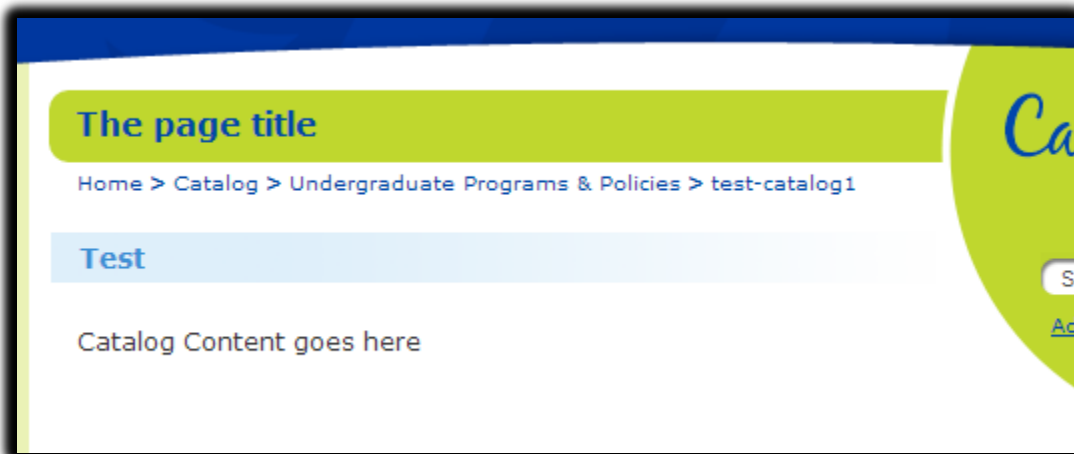 The page title
Home > Catalog > Undergraduate Programs & Policies > test-catalog1
Test
Catalog Content goes here